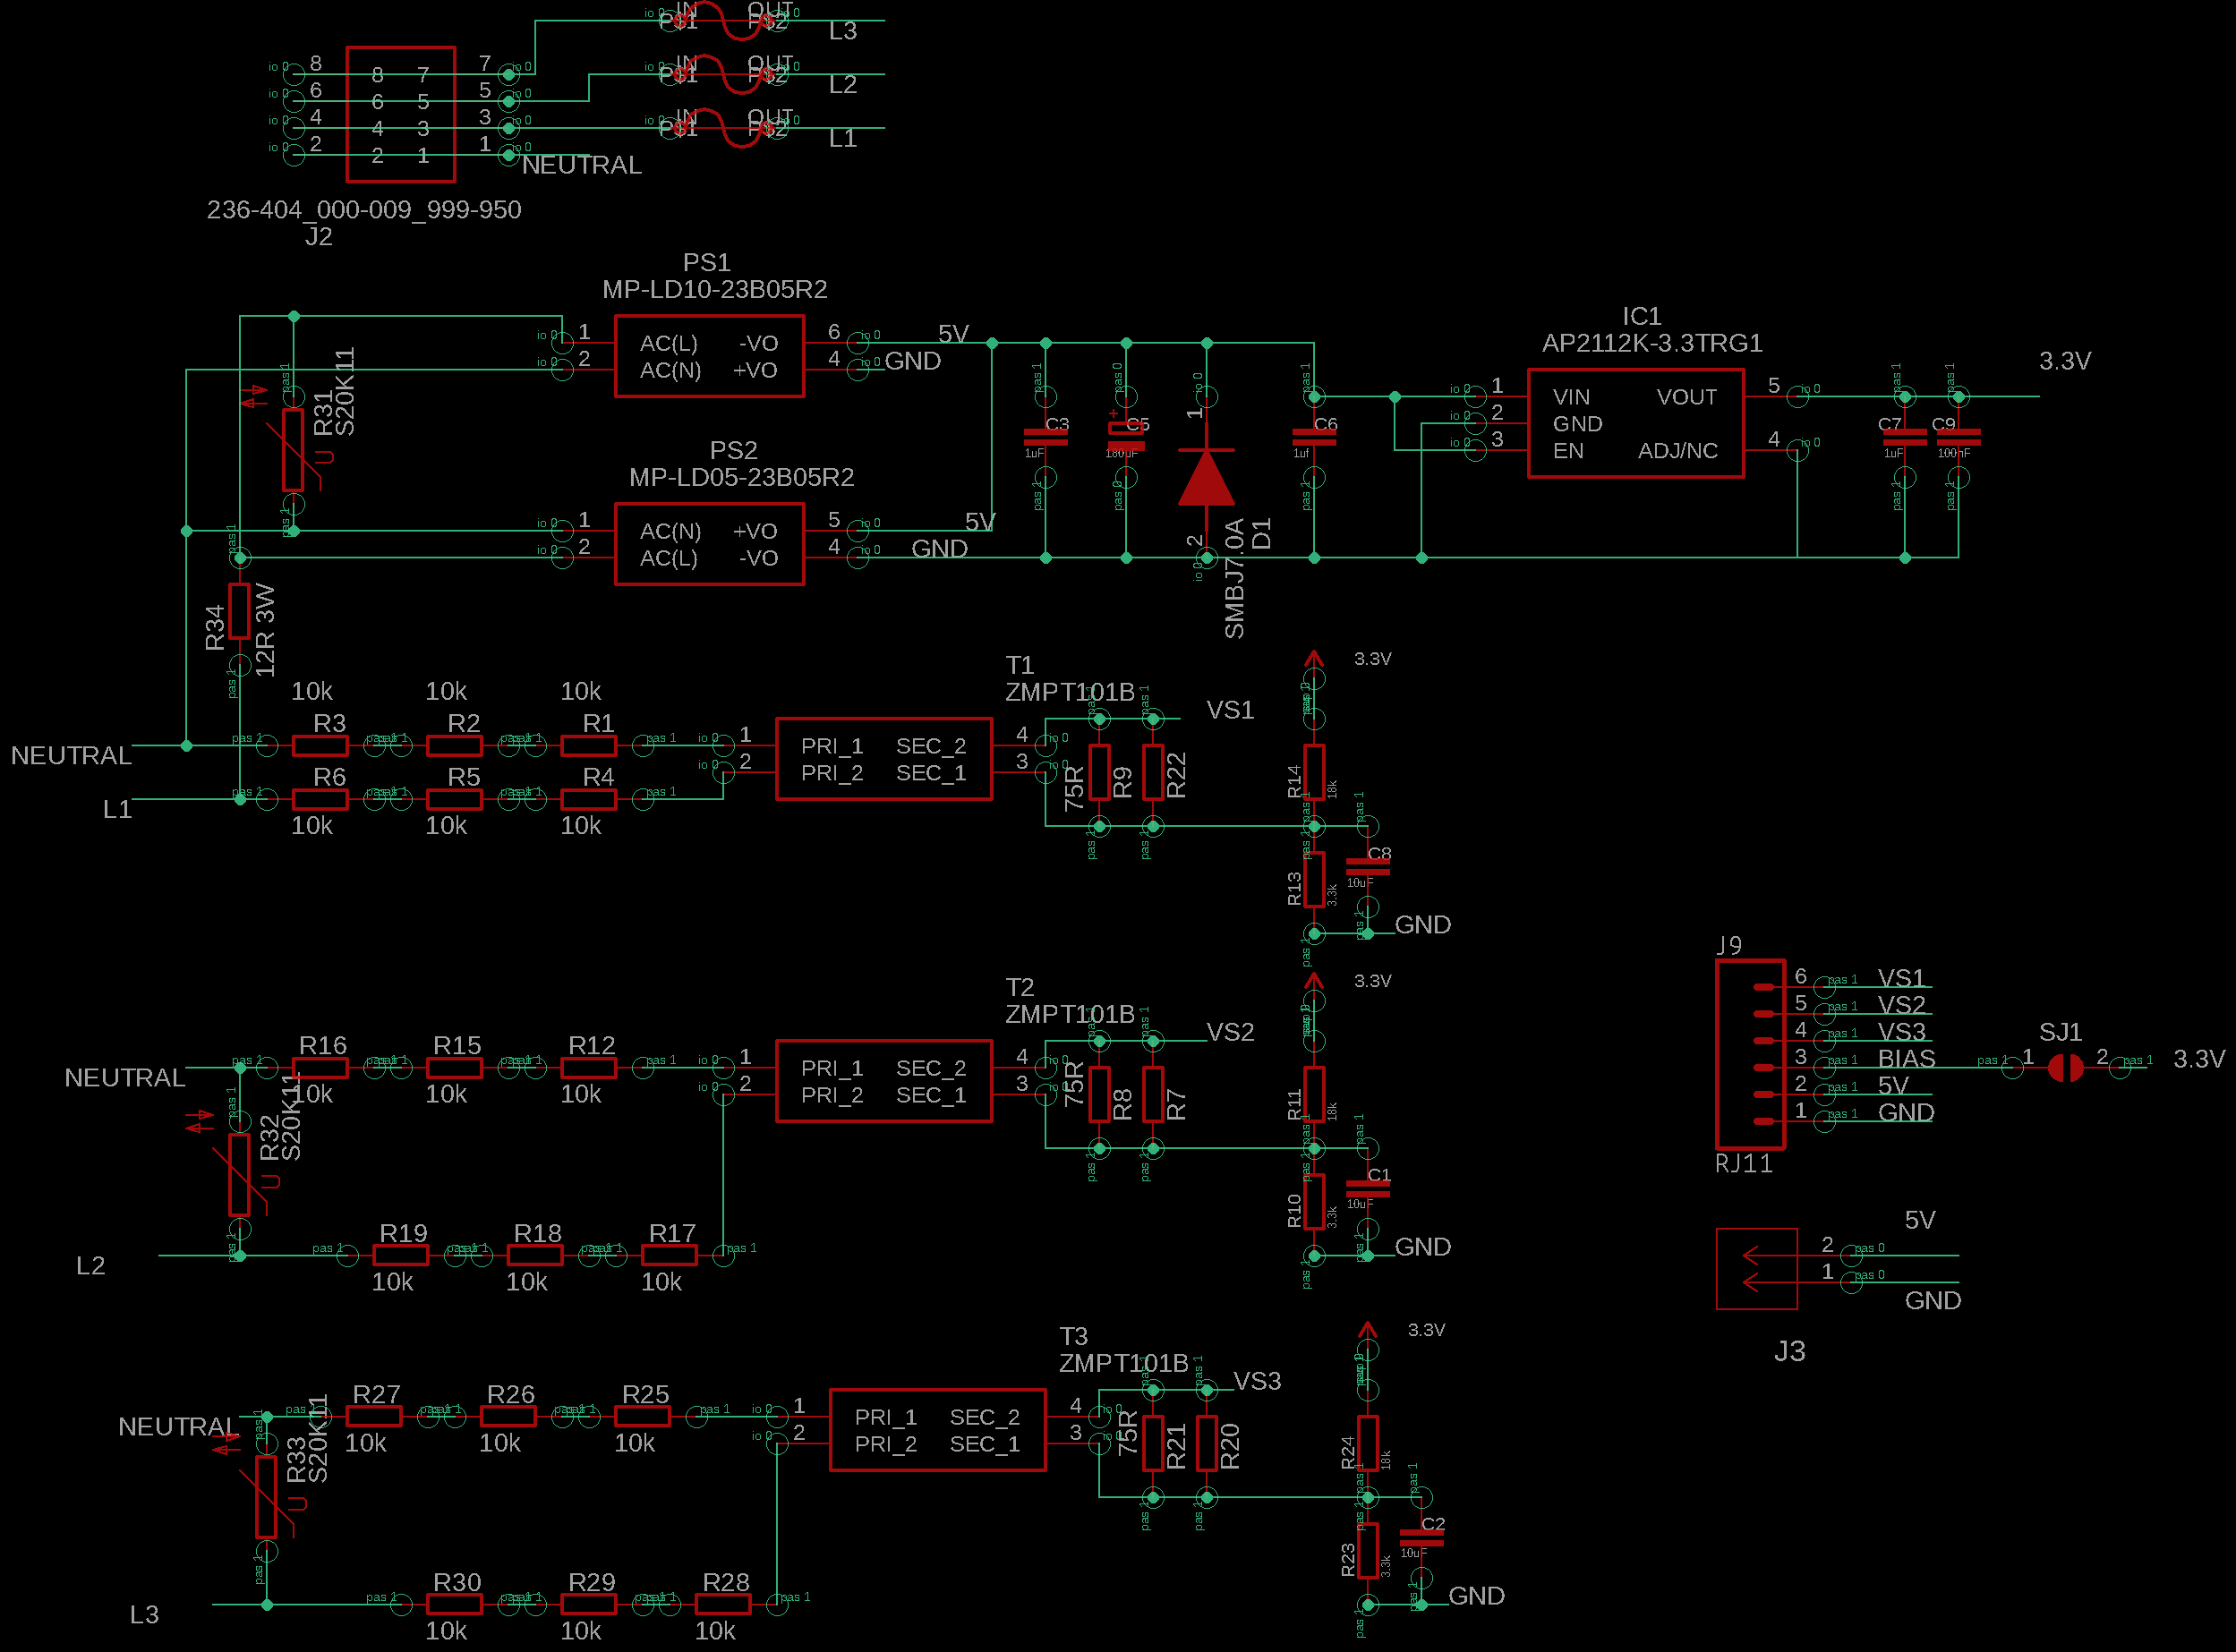 IN OUT
L3
IN OUT
L2
IN OUT
L1
8 8 7 7
6 6 5 5
4 4 3 3
2 2 1 1
NEUTRAL
236-404_000-009_999-950
J2
PS1
MP-LD10-23B05R2
1 AC(L) -VO 6 5V
2 AC(N) +VO 4 GND
R31
S20K11
U
PS2
MP-LD05-23B05R2
1 AC(N) +VO 5 5V
2 AC(L) -VO 4 GND
C3
1uF
C5
180uF
1
2
SMBJ7.0A
D1
C6
1uf
IC1
AP2112K-3.3TRG1
1 VIN VOUT 5
2 GND
3 EN ADJ/NC 4
C7
1uF
C9
100nF
3.3V
R34
12R 3W
10k 10k 10k
R3 R2 R1
NEUTRAL
R6 R5 R4
L1
10k 10k 10k
T1
ZMPT101B
1 PRI_1 SEC_2 4
2 PRI_2 SEC_1 3
VS1
75R
R9
R22
3.3V
R14
18k
R13
3.3k
C8
10uF
GND
NEUTRAL
R16 R15 R12
10k 10k 10k
R32
S20K11
U
L2
R19 R18 R17
10k 10k 10k
T2
ZMPT101B
1 PRI_1 SEC_2 4
2 PRI_2 SEC_1 3
VS2
75R
R8
R7
3.3V
R11
18k
R10
3.3k
C1
10uF
GND
J9
6 VS1
5 VS2
4 VS3
3 BIAS
2 5V
1 GND
RJ11
SJ1
1 2
3.3V
5V
2
1
GND
J3
NEUTRAL
R27 R26 R25
10k 10k 10k
R33
S20K11
U
L3
R30 R29 R28
10k 10k 10k
T3
ZMPT101B
1 PRI_1 SEC_2 4
2 PRI_2 SEC_1 3
VS3
75R
R21
R20
3.3V
R24
18k
R23
3.3k
C2
10uF
GND